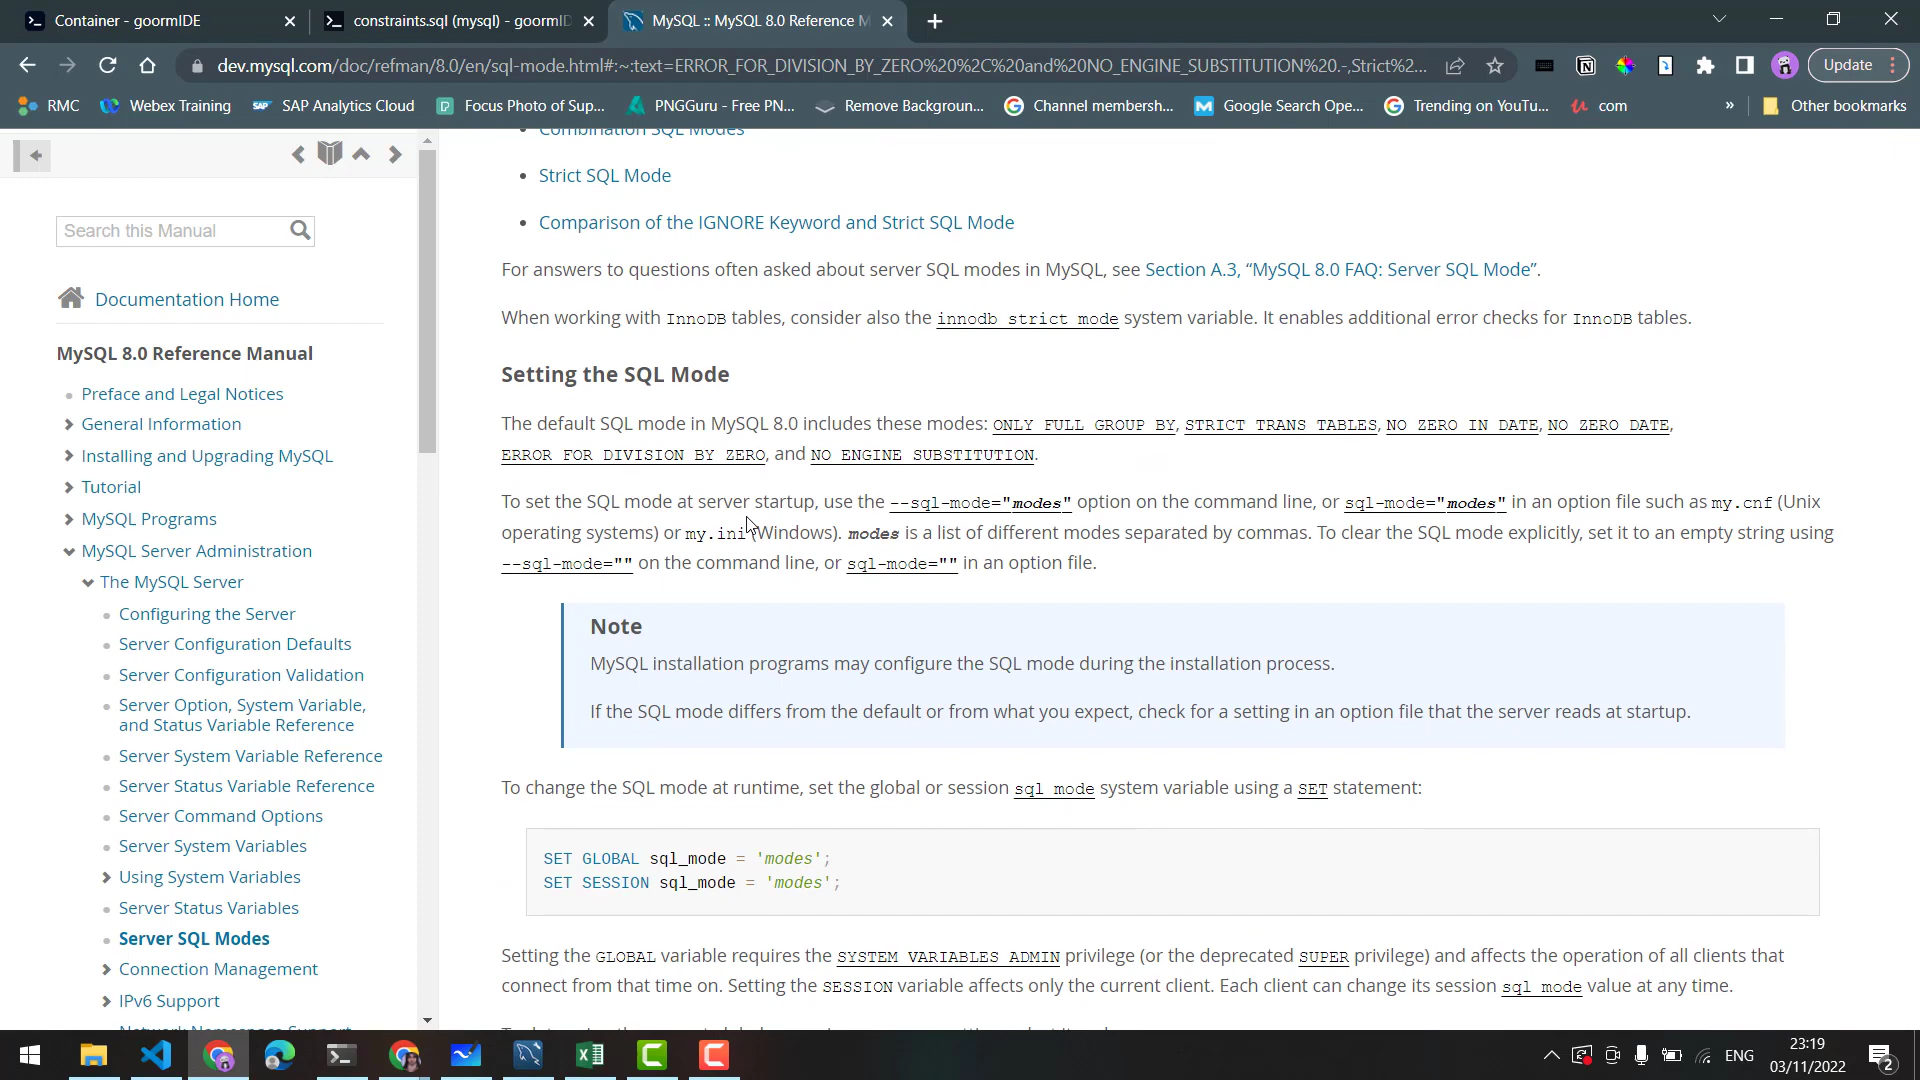 Container - goormIDE
constraints.sql (mysql) - goormID
MySQL :: MySQL 8.0 Reference M
dev.mysql.com/doc/refman/8.0/en/sql-mode.html#:~:text=ERROR_FOR_DIVISION_BY_ZERO%20%2C%20and%20NO_ENGINE_SUBSTITUTION%20.-,Strict%2...
Update
RMC
Webex Training
SAP Analytics Cloud
Focus Photo of Sup...
PNGGuru - Free PN...
Remove Backgroun...
Channel membersh...
Google Search Ope...
Trending on YouTu...
com
»
Other bookmarks
Search this Manual
Documentation Home
MySQL 8.0 Reference Manual
Preface and Legal Notices
General Information
Installing and Upgrading MySQL
Tutorial
MySQL Programs
MySQL Server Administration
The MySQL Server
Configuring the Server
Server Configuration Defaults
Server Configuration Validation
Server Option, System Variable,
and Status Variable Reference
Server System Variable Reference
Server Status Variable Reference
Server Command Options
Server System Variables
Using System Variables
Server Status Variables
Server SQL Modes
Connection Management
IPv6 Support
Network Namespace Support
Combination SQL Modes
Strict SQL Mode
Comparison of the IGNORE Keyword and Strict SQL Mode
For answers to questions often asked about server SQL modes in MySQL, see Section A.3, “MySQL 8.0 FAQ: Server SQL Mode”.
When working with InnoDB tables, consider also the innodb_strict_mode system variable. It enables additional error checks for InnoDB tables.
Setting the SQL Mode
The default SQL mode in MySQL 8.0 includes these modes: ONLY_FULL_GROUP_BY, STRICT_TRANS_TABLES, NO_ZERO_IN_DATE, NO_ZERO_DATE,
ERROR_FOR_DIVISION_BY_ZERO, and NO_ENGINE_SUBSTITUTION.
To set the SQL mode at server startup, use the --sql-mode="modes" option on the command line, or sql-mode="modes" in an option file such as my.cnf (Unix
operating systems) or my.ini (Windows). modes is a list of different modes separated by commas. To clear the SQL mode explicitly, set it to an empty string using
--sql-mode="" on the command line, or sql-mode="" in an option file.
Note
MySQL installation programs may configure the SQL mode during the installation process.
If the SQL mode differs from the default or from what you expect, check for a setting in an option file that the server reads at startup.
To change the SQL mode at runtime, set the global or session sql_mode system variable using a SET statement:
SET GLOBAL sql_mode = 'modes';
SET SESSION sql_mode = 'modes';
Setting the GLOBAL variable requires the SYSTEM_VARIABLES_ADMIN privilege (or the deprecated SUPER privilege) and affects the operation of all clients that
connect from that time on. Setting the SESSION variable affects only the current client. Each client can change its session sql_mode value at any time.
ENG
23:19
03/11/2022
2